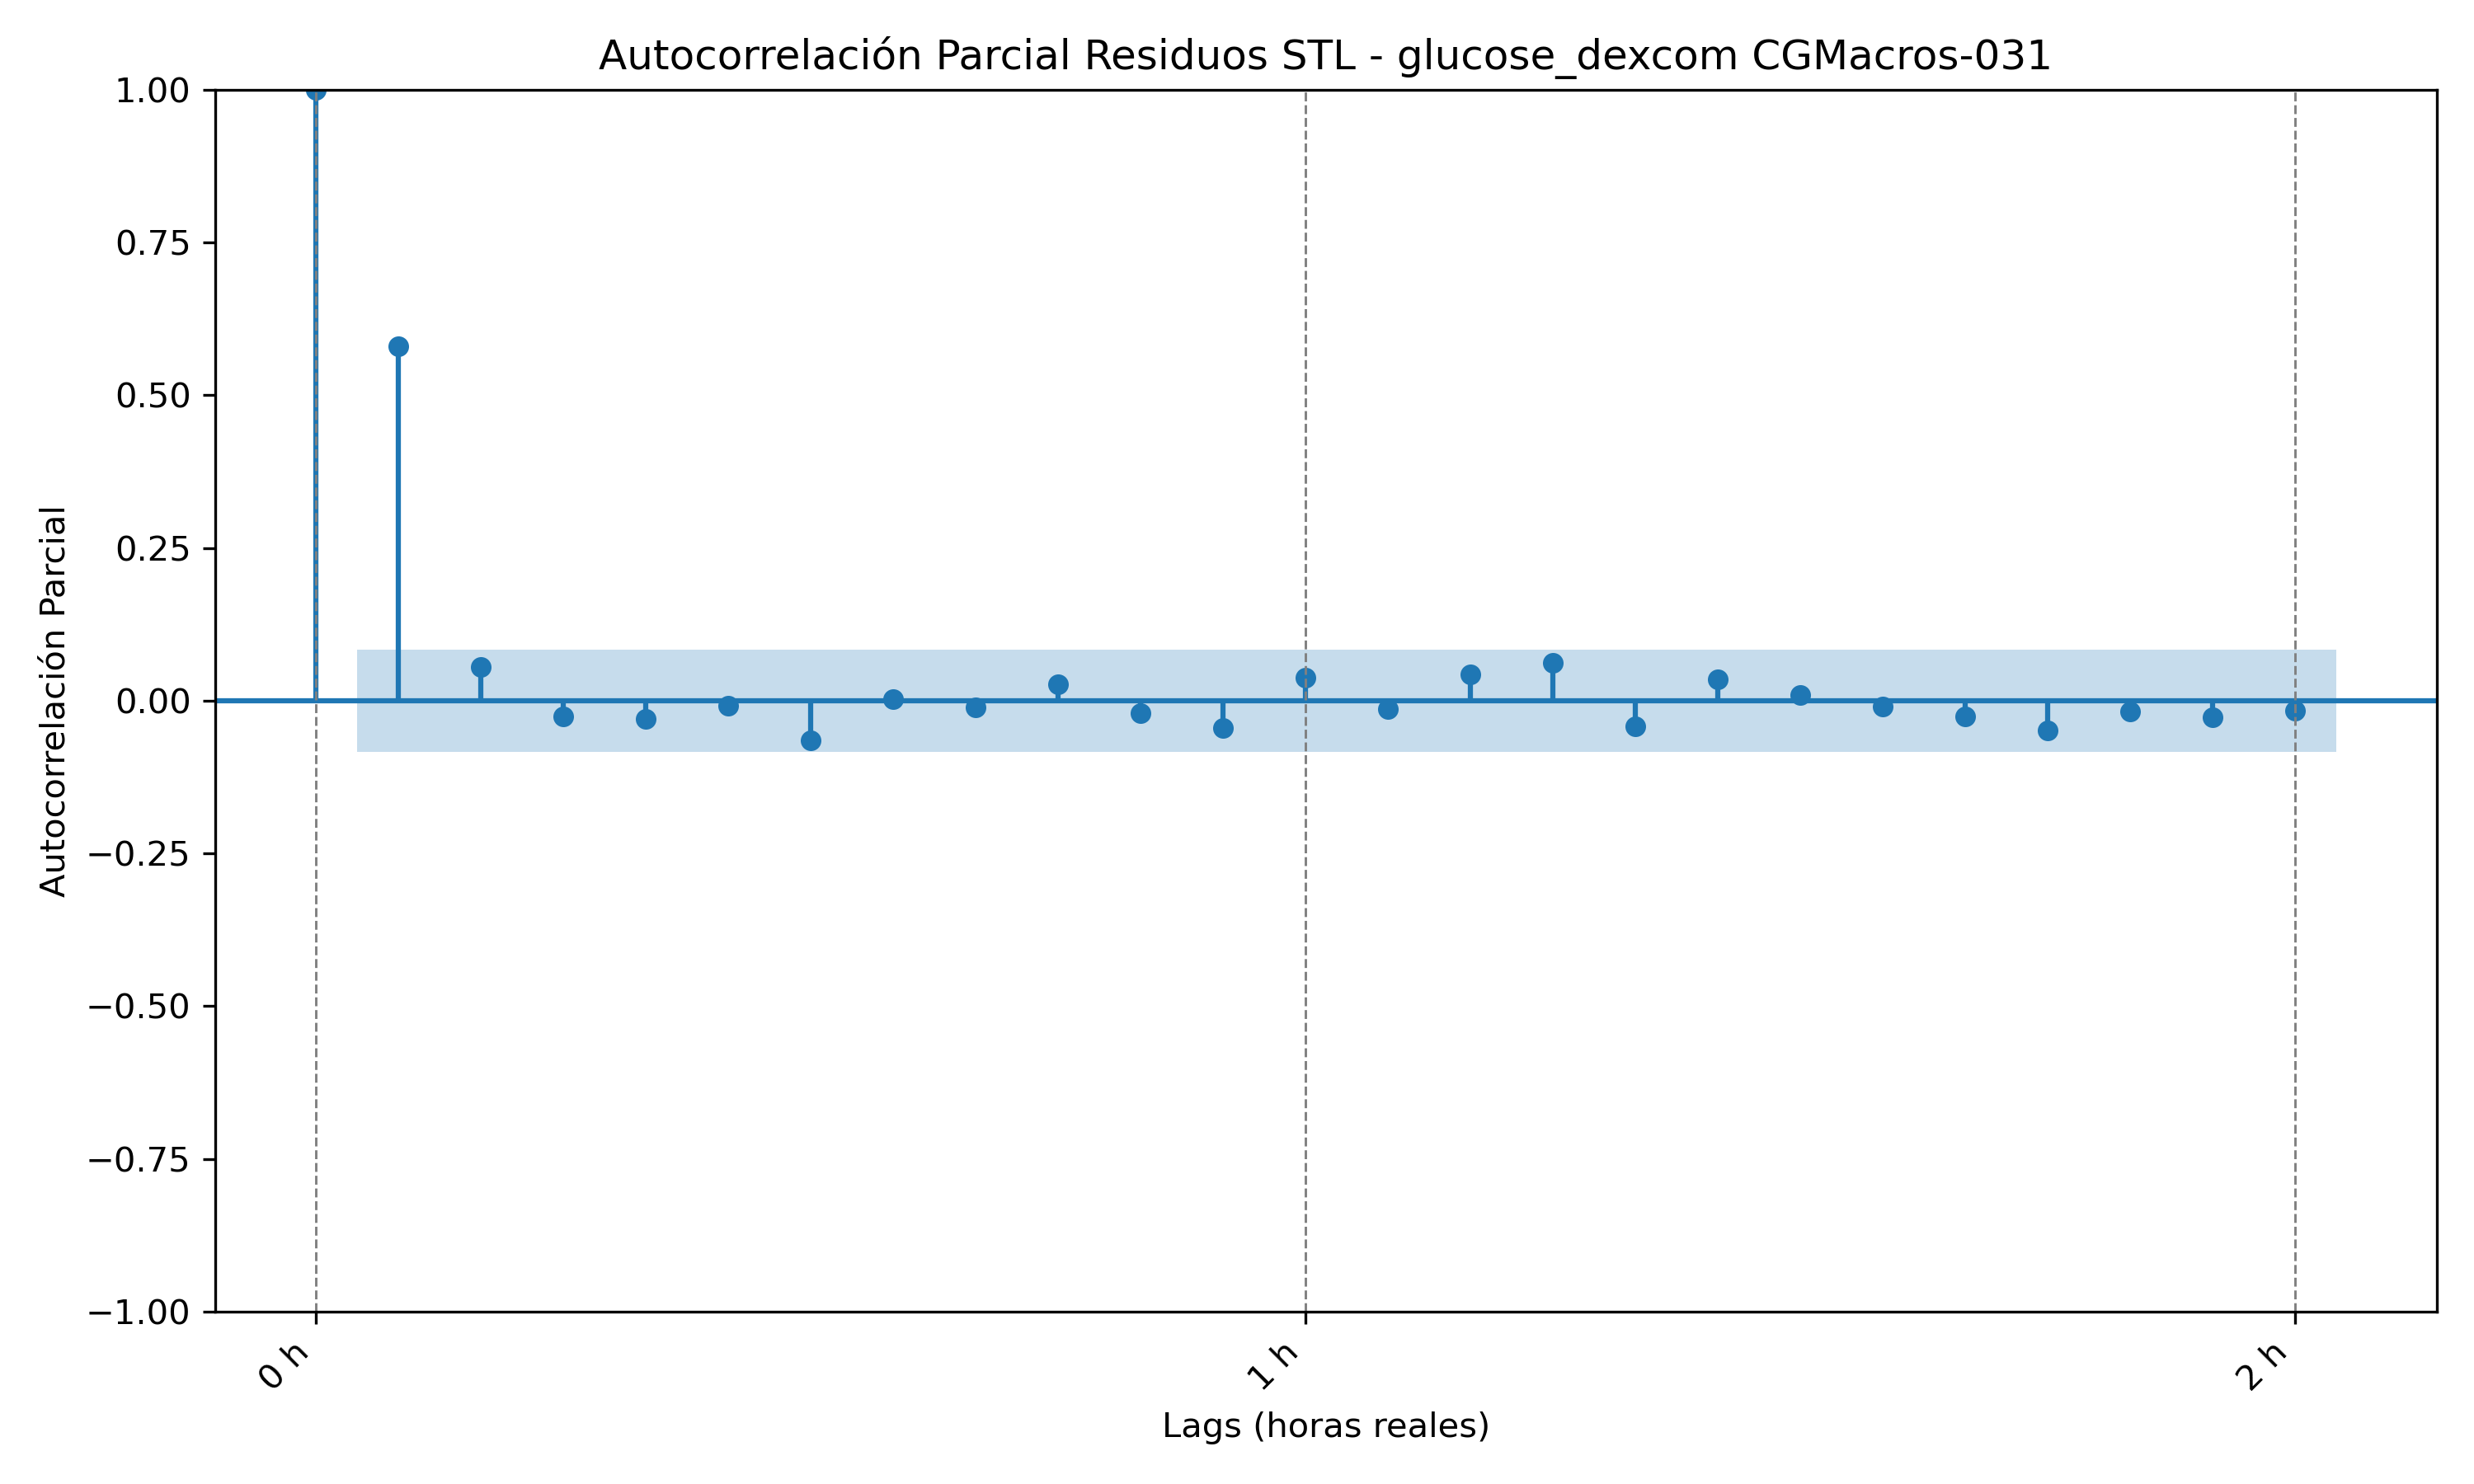 Autocorrelación Parcial Residuos STL - glucose_dexcom CGMacros-031
1.00
0.75
0.50
0.25
0.00
−0.25
−0.50
−0.75
−1.00
Autocorrelación Parcial
0 h
1 h
2 h
Lags (horas reales)